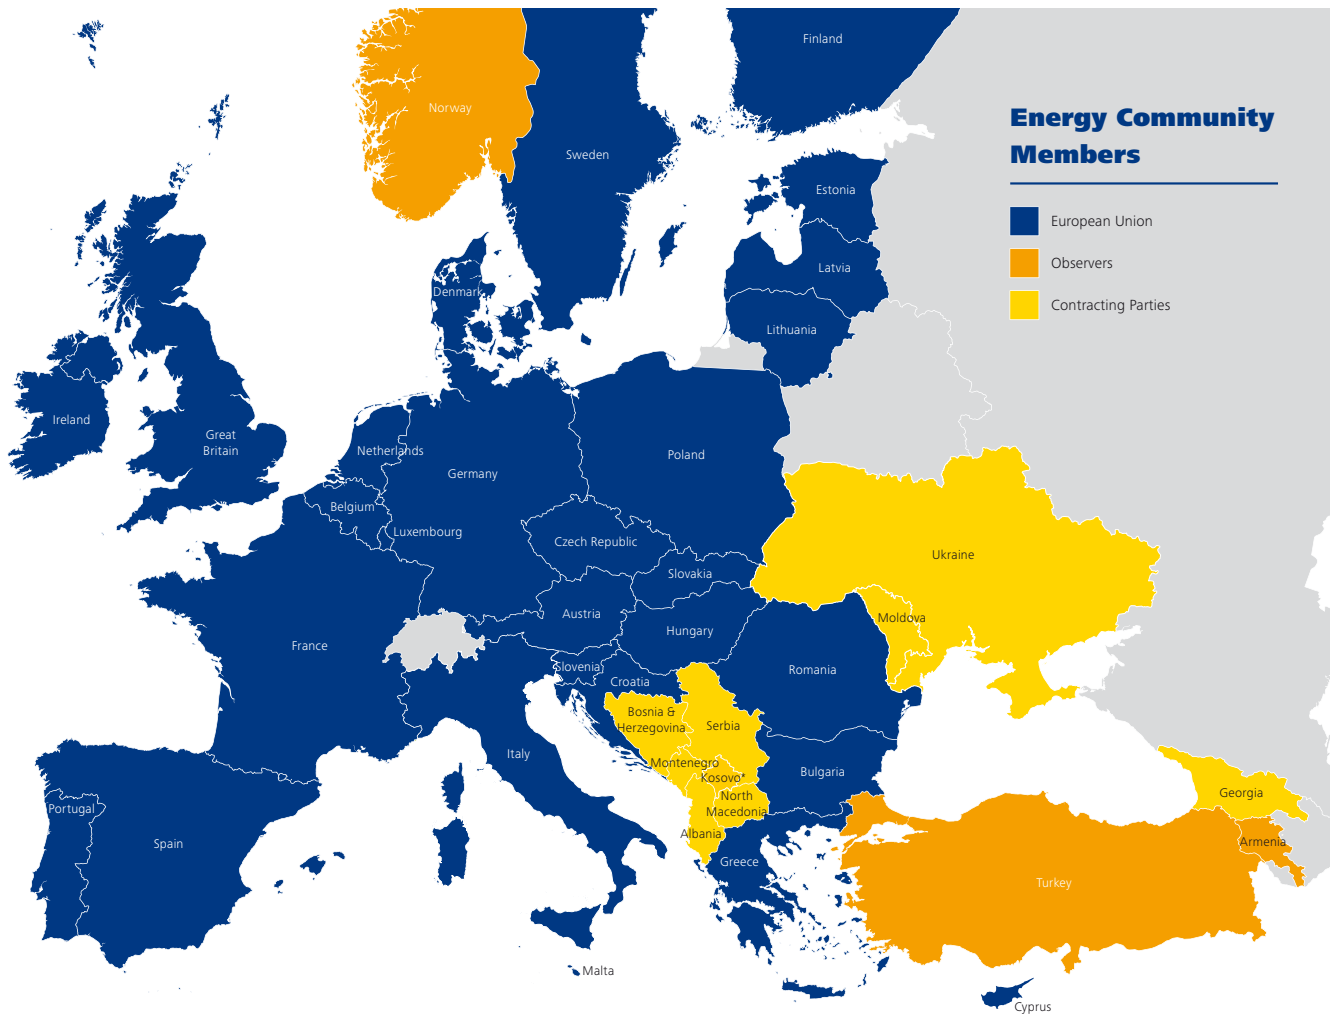 Energy Community
Members
European Union
Observers
Contracting Parties
Finland
Norway
Sweden
Estonia
Latvia
Denmark
Lithuania
Ireland
Great
Britain
Netherlands
Poland
Germany
Belgium
Luxembourg
Czech Republic
Ukraine
Slovakia
Austria
Moldova
Hungary
France
Slovenia
Romania
Croatia
Bosnia &
Herzegovina
Serbia
Italy
Montenegro
Bulgaria
Kosovo*
Georgia
North
Macedonia
Portugal
Albania
Armenia
Spain
Greece
Turkey
Malta
Cyprus